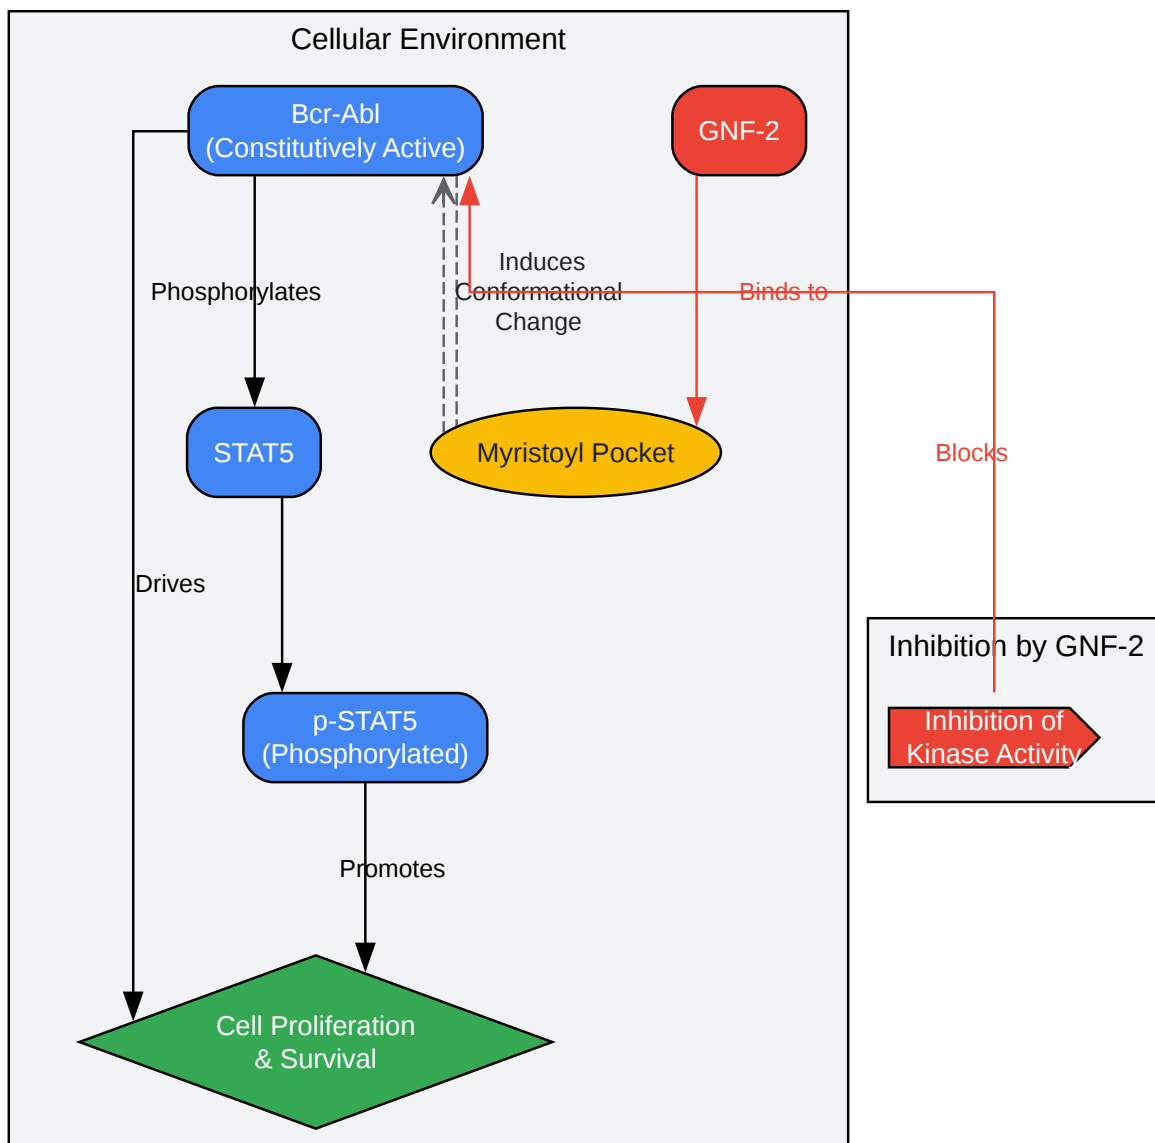 Cellular Environment
Bcr-Abl
(Constitutively Active)
GNF-2
Induces
Conformational
Change
Phosphorylates
Binds to
STAT5
Myristoyl Pocket
Blocks
Drives
Inhibition by GNF-2
Inhibition of
Kinase Activity
p-STAT5
(Phosphorylated)
Promotes
Cell Proliferation
& Survival